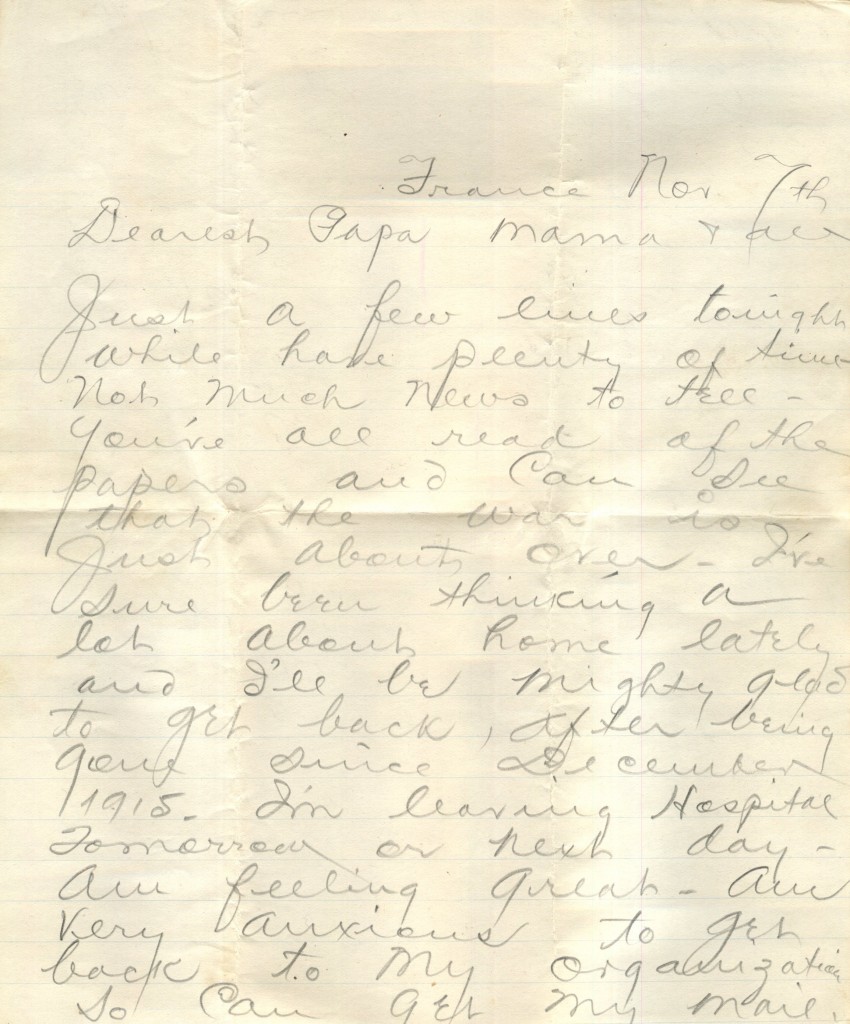 France Nov 7th
Dearest Papa Mama & all
Just a few lines tonight
while have plenty of time
Not much News to tell -
You've all read of the
papers and Can See
that the war is
Just about over - I've
Sure been thinking a
lot about home lately
and I'll be mighty glad
to get back, after being
gone since December
1915. I'm leaving Hospital
Tomorrow or next day -
Am feeling great - Am
Very anxious to get
back to My organization
So Can get My Mail.